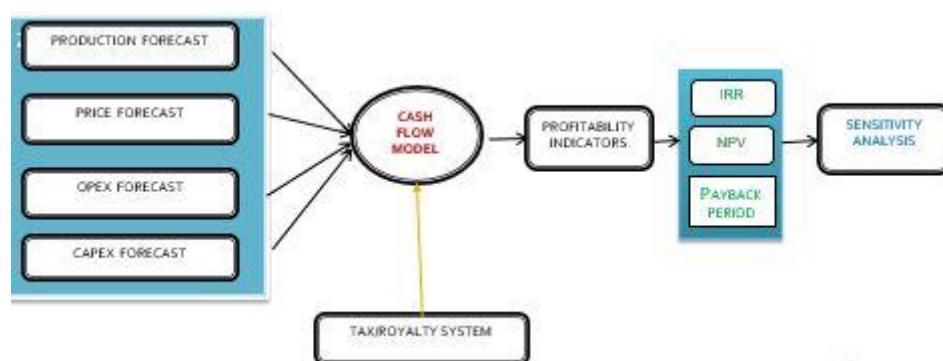 PRODUCTION FORECAST
PRICE FORECAST
OPEX FORECAST
CAPEX FORECAST
CASH
FLOW
MODEL
TAX/ROYALTY SYSTEM
PROFITABILITY
INDICATORS
IRR
NPV
PAYBACK
PERIOD
SENSITIVITY
ANALYSIS